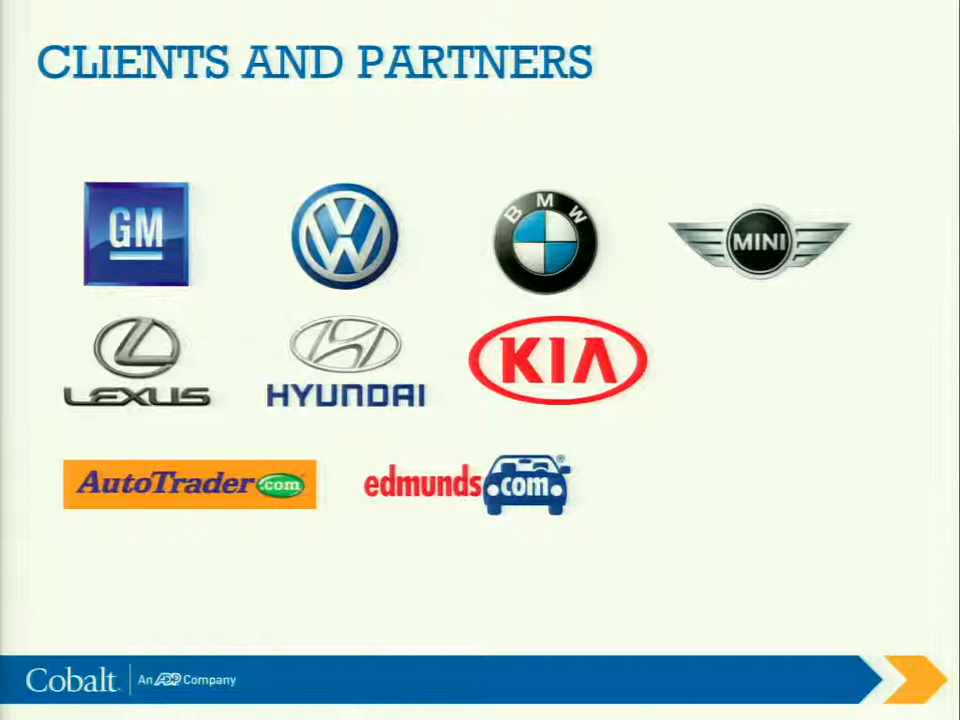 CLIENTS AND PARTNERS
GM
BMW
MINI
LEXUS
HYUNDAI
KIA
AutoTrader.com
edmunds.com®
Cobalt
An ADP Company